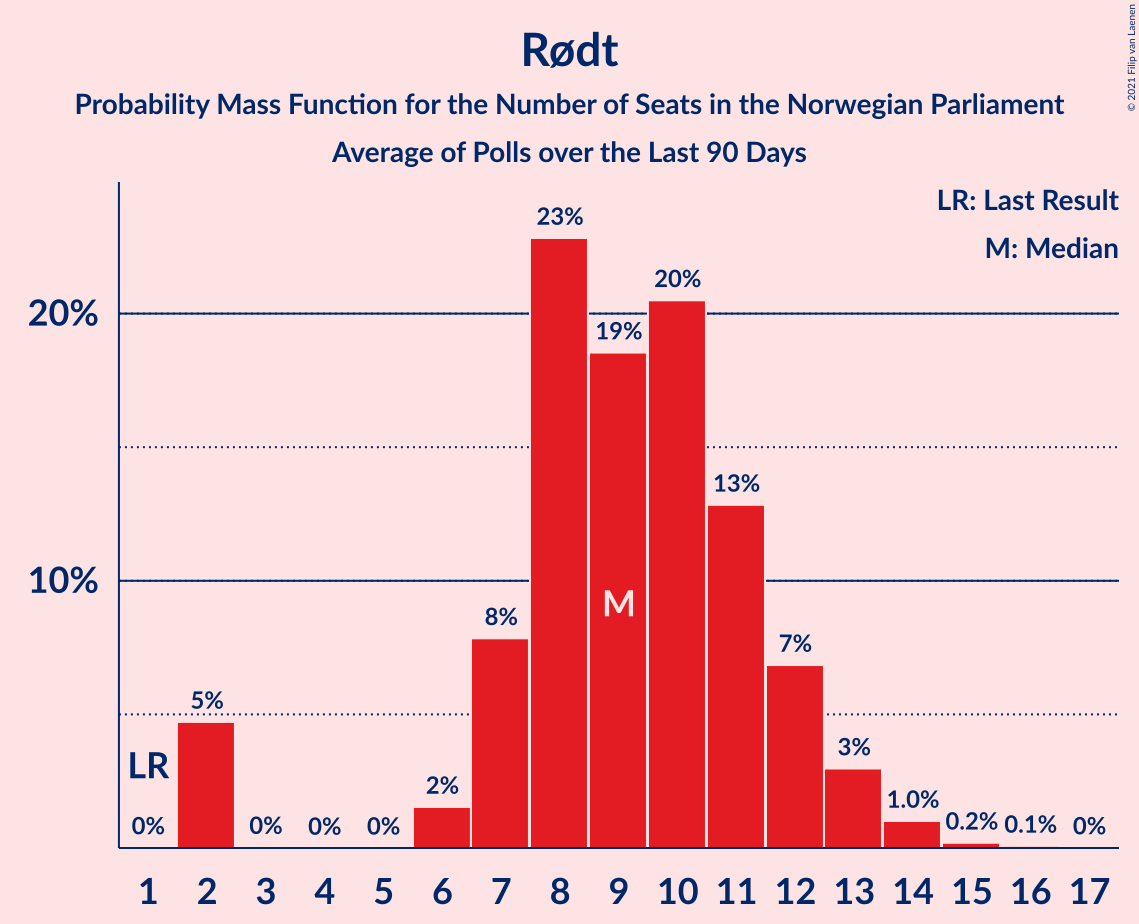 Rødt
Probability Mass Function for the Number of Seats in the Norwegian Parliament
Average of Polls over the Last 90 Days
© 2021 Filip van Laenen
LR: Last Result
M: Median
20%
10%
LR
0%
5%
0%
0%
0%
2%
8%
23%
19%
M
20%
13%
7%
3%
1.0%
0.2%
0.1%
0%
1 2 3 4 5 6 7 8 9 10 11 12 13 14 15 16 17